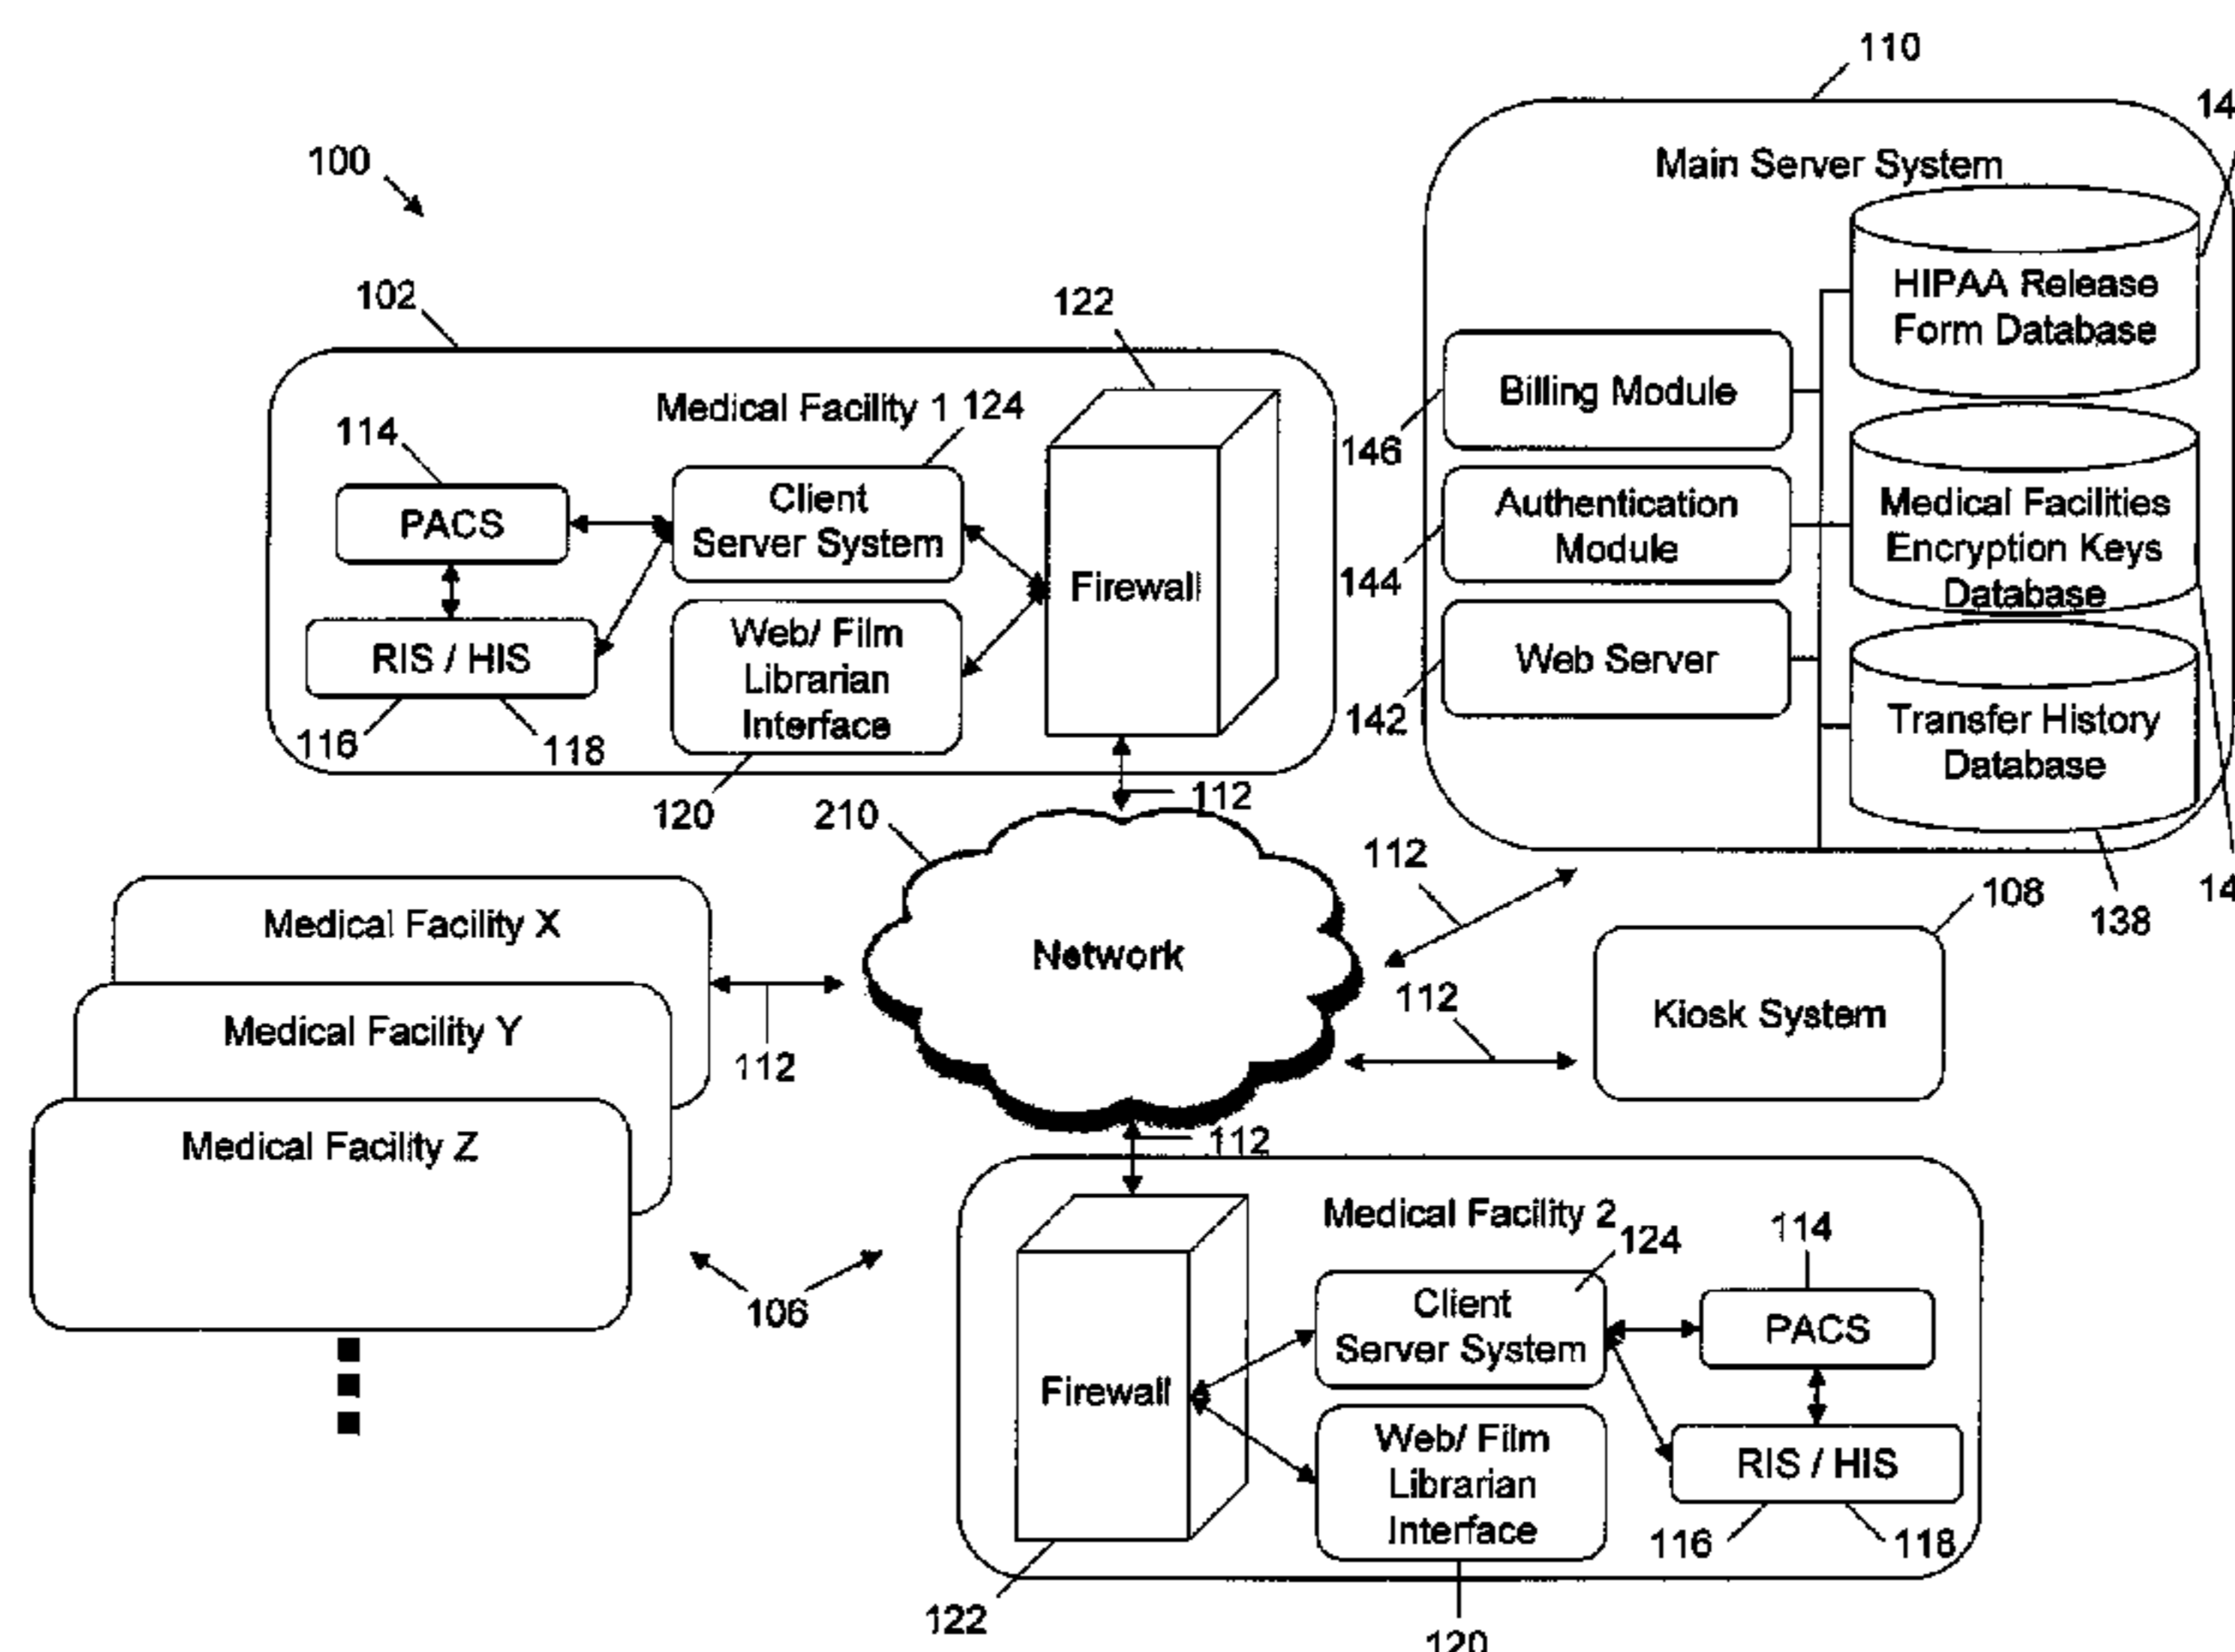 110
14
Main Server System
100
HIPAA Release
Form Database
102
122
Billing Module
Medical Facility 1
124
114
146
PACS
Client
Server System
Authentication
Module
Medical Facilities
Encryption Keys
Database
Firewall
144
RIS / HIS
Web/ Film
Librarian
Interface
Web Server
142
Transfer History
Database
116
118
120
210
112
112
108
14
138
Medical Facility X
Network
112
Kiosk System
Medical Facility Y
112
Medical Facility Z
112
Medical Facility 2
124
114
106
Client
Server System
PACS
Firewall
Web/ Film
Librarian
Interface
RIS / HIS
116
118
122
120